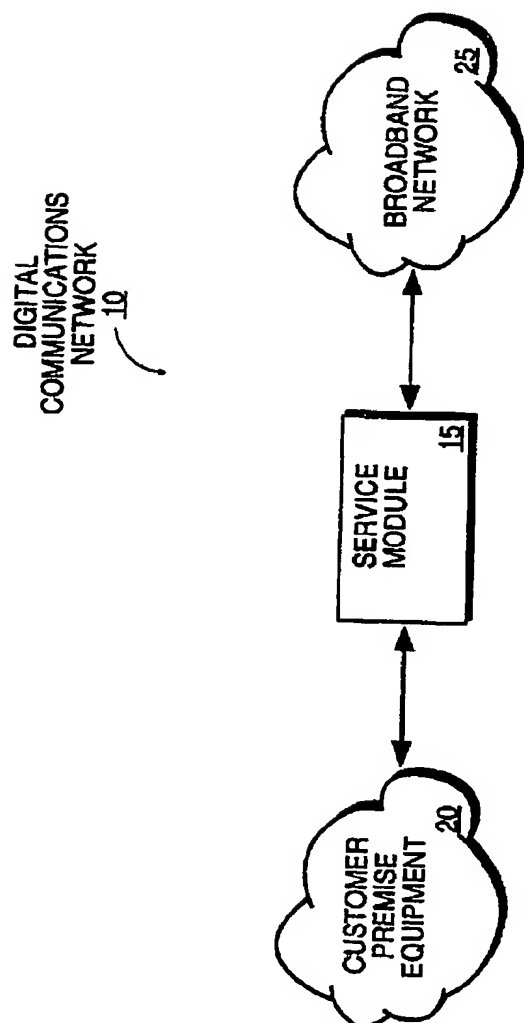 DIGITAL
COMMUNICATIONS
NETWORK
10
CUSTOMER
PREMISE
EQUIPMENT
20
SERVICE
MODULE
15
BROADBAND
NETWORK
25